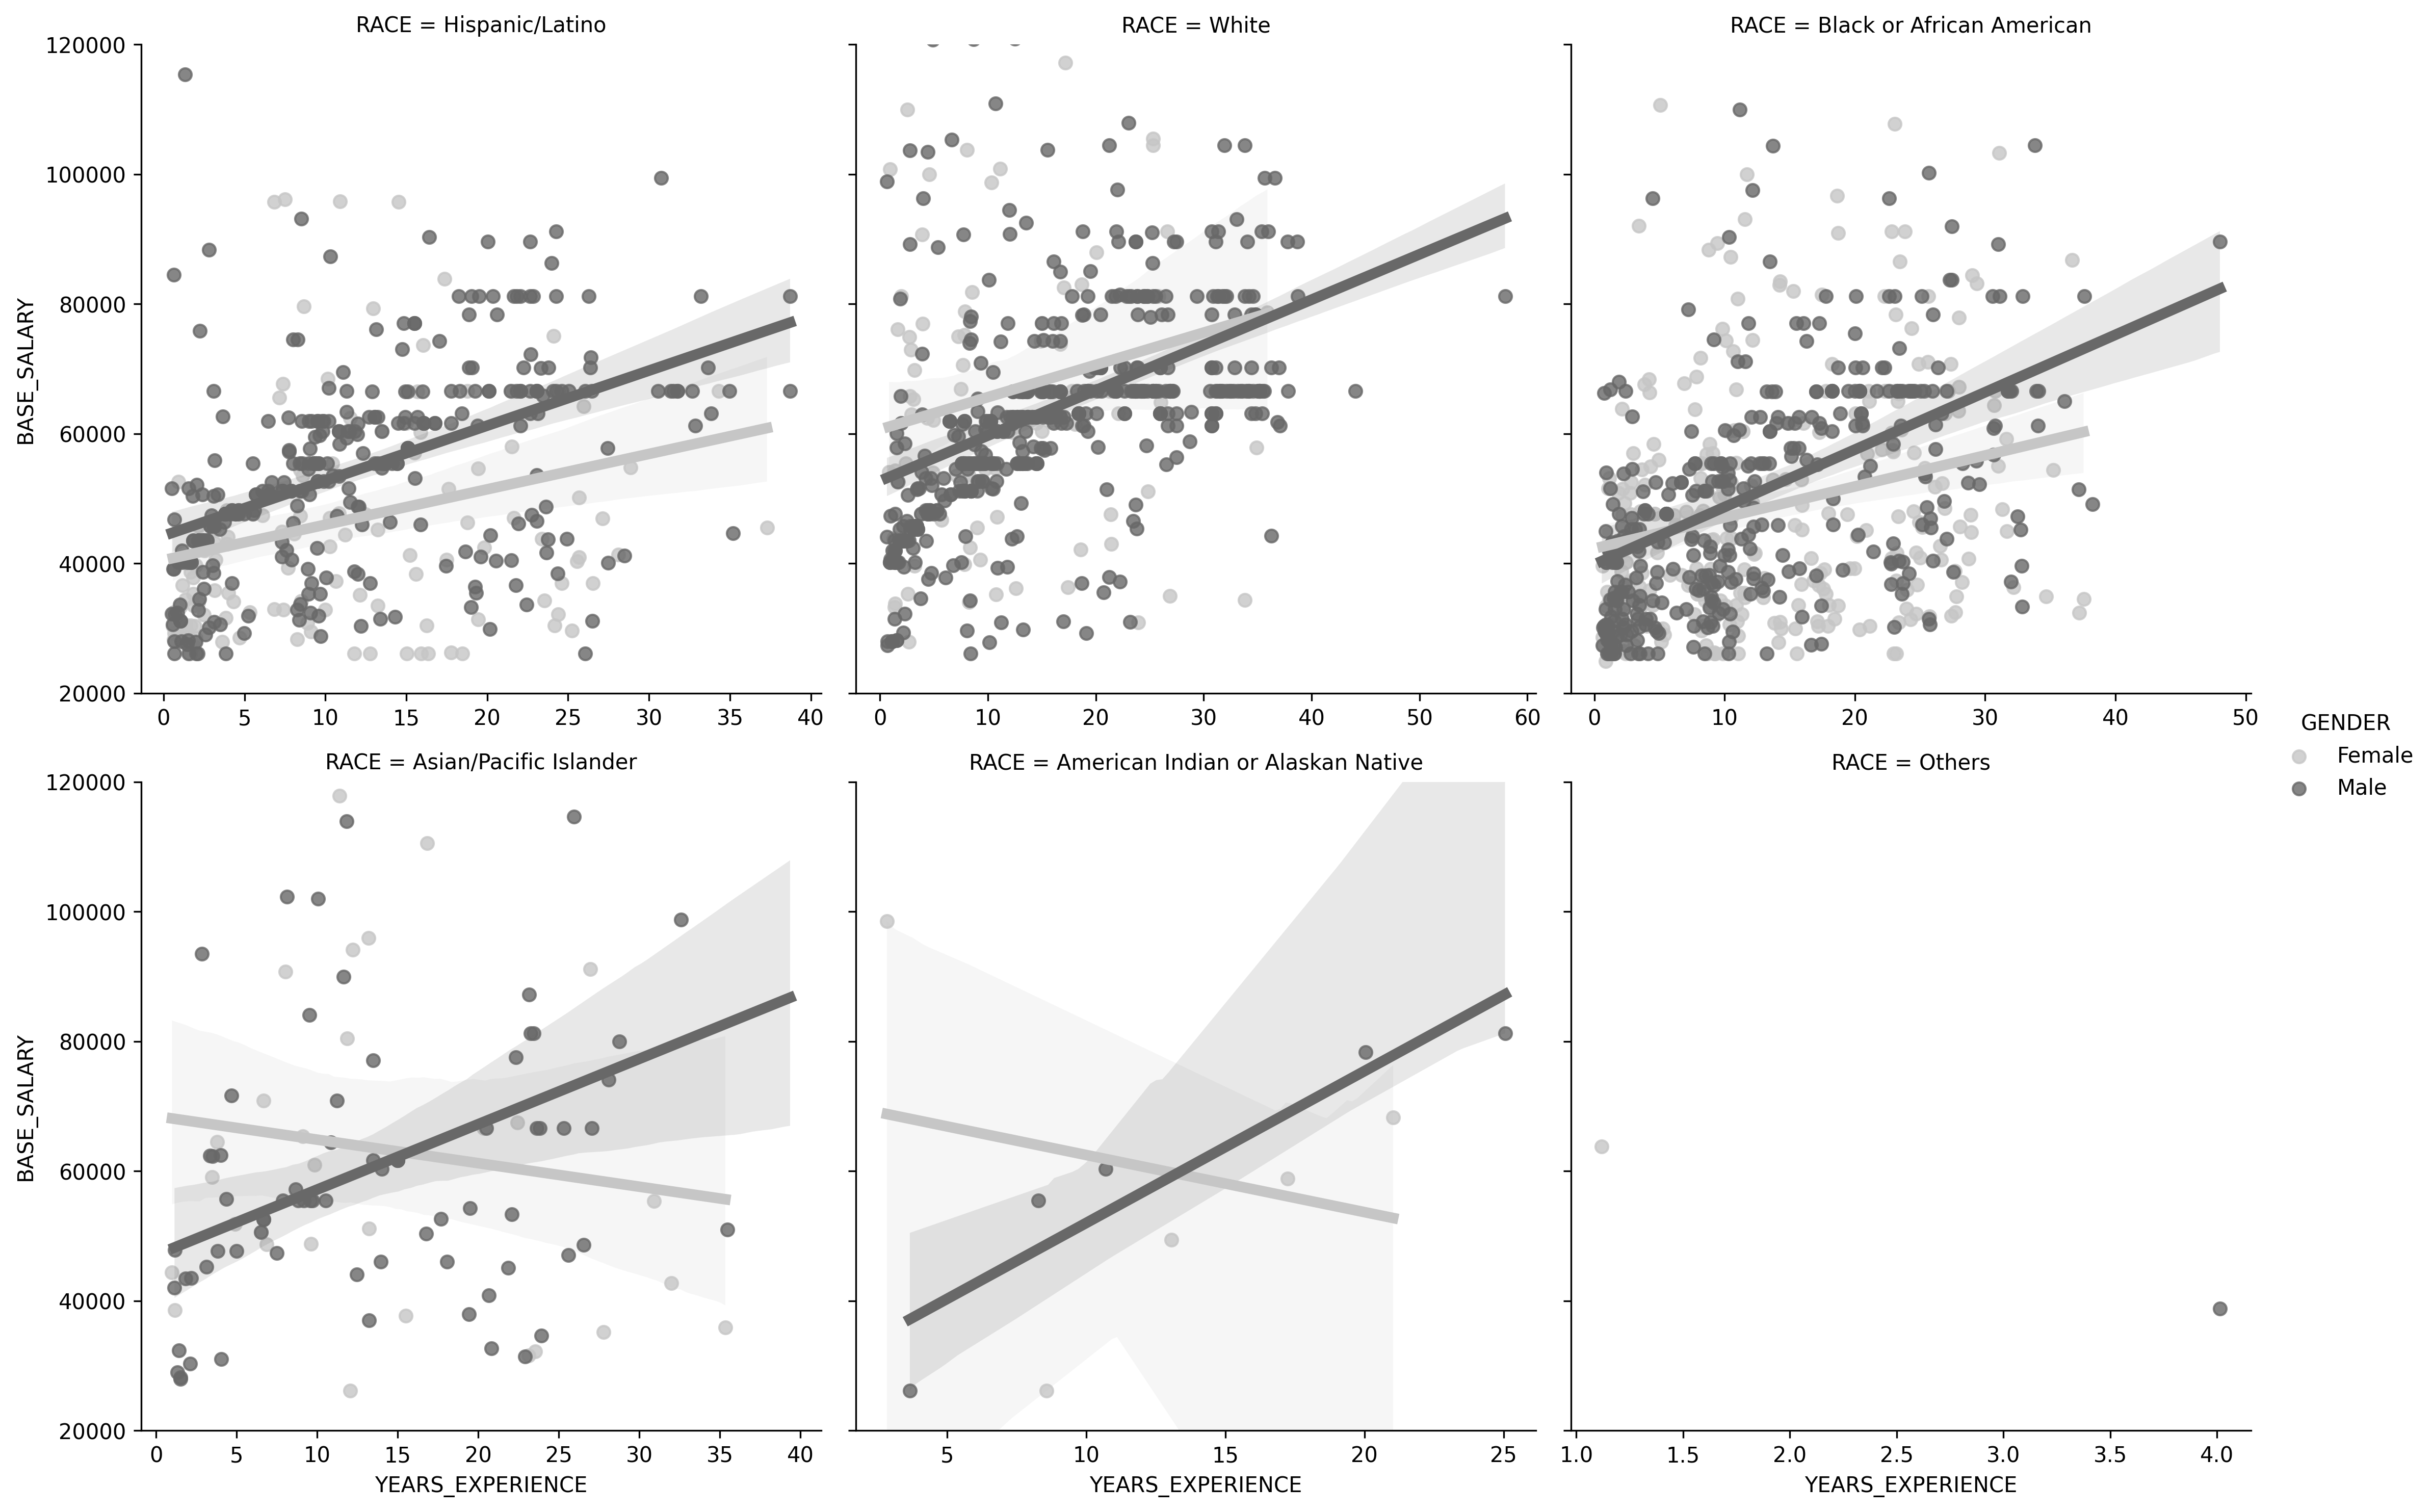 RACE = Hispanic/Latino
RACE = White
RACE = Black or African American
120000
100000
80000
60000
40000
20000
BASE_SALARY
0 5 10 15 20 25 30 35 40
0 10 20 30 40 50 60
0 10 20 30 40 50
GENDER
Female
Male
RACE = Asian/Pacific Islander
RACE = American Indian or Alaskan Native
RACE = Others
120000
100000
80000
60000
40000
20000
BASE_SALARY
0 5 10 15 20 25 30 35 40
5 10 15 20 25
1.0 1.5 2.0 2.5 3.0 3.5 4.0
YEARS_EXPERIENCE
YEARS_EXPERIENCE
YEARS_EXPERIENCE